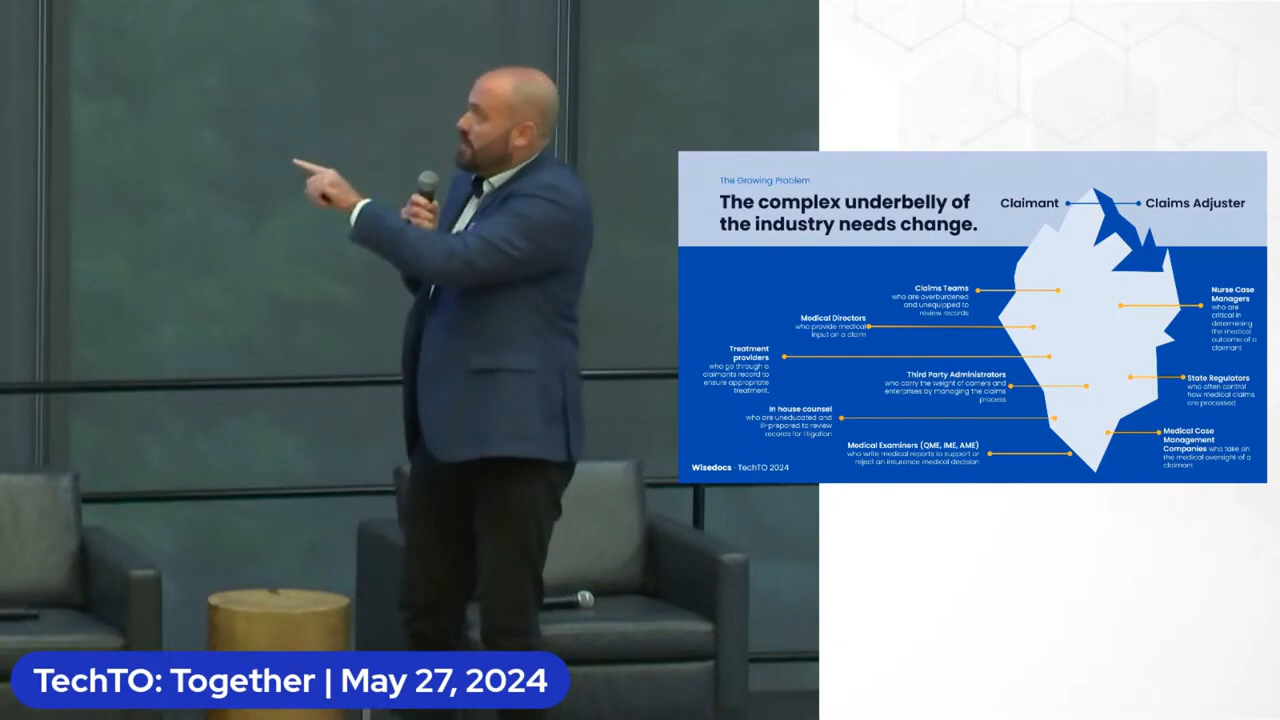 The Growing Problem
The complex underbelly of
the industry needs change.
Claimant
Claims Adjuster
Claims Teams
who are overburdened
and unequipped to
review records
Medical Directors
who provide medical
input on a claim
Treatment
providers
who go through a
claimants record to
ensure appropriate
treatment.
Third Party Administrators
who carry the weight of carriers and
enterprises by managing the claims
process
In house counsel
who are uneducated and
ill-prepared to review
records for litigation
Medical Examiners (QME, IME, AME)
who write medical reports to support or
reject an insurance medical decision
Nurse Case
Managers
who are
critical in
determining
the medical
outcome of a
claimant
State Regulators
who often control
how medical claims
are processed
Medical Case
Management
Companies who take on
the medical oversight of a
claimant
Wisedocs · TechTO 2024
TechTO: Together | May 27, 2024